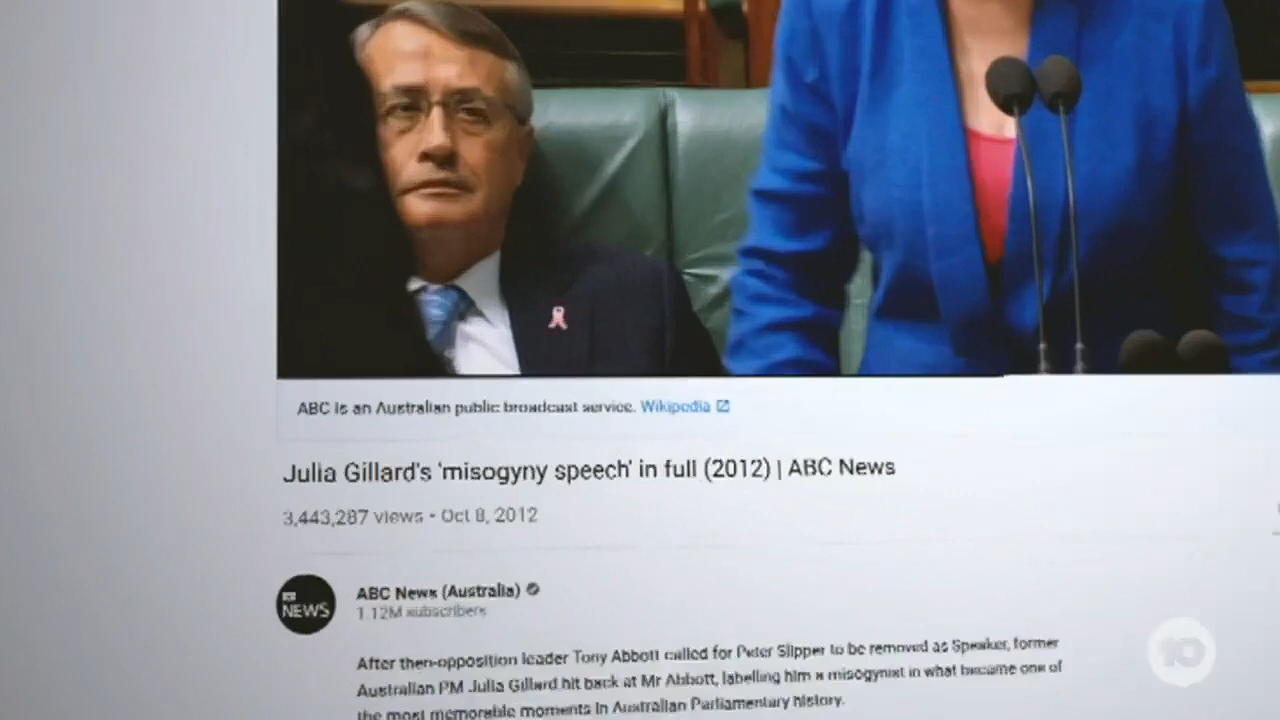 ABC is an Australian public broadcast service. Wikipedia
Julia Gillard's 'misogyny speech' in full (2012) | ABC News
3,443,287 views • Oct 8, 2012
NEWS
ABC News (Australia)
1.12M subscribers
After then-opposition leader Tony Abbott called for Peter Slipper to be removed as Speaker, former
Australian PM Julia Gillard hit back at Mr Abbott, labelling him a misogynist in what became one of
the most memorable moments in Australian Parliamentary history.
10